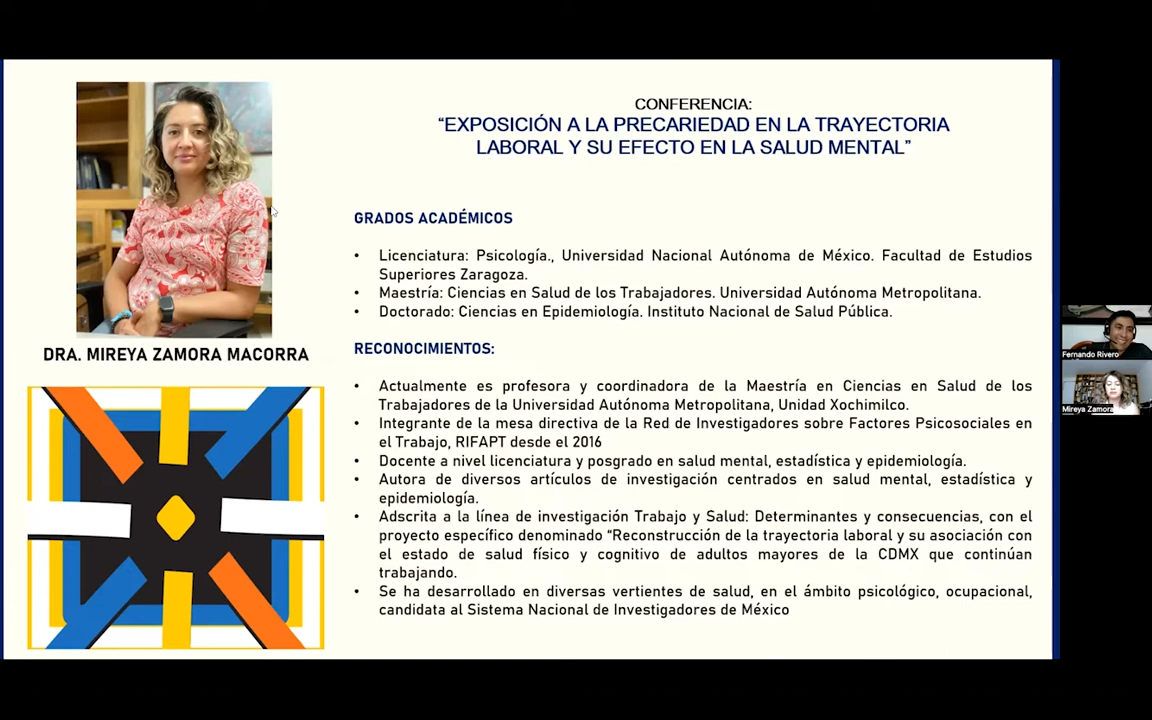 CONFERENCIA:
“EXPOSICIÓN A LA PRECARIEDAD EN LA TRAYECTORIA
LABORAL Y SU EFECTO EN LA SALUD MENTAL”
GRADOS ACADÉMICOS
• Licenciatura: Psicología., Universidad Nacional Autónoma de México. Facultad de Estudios
Superiores Zaragoza.
• Maestría: Ciencias en Salud de los Trabajadores. Universidad Autónoma Metropolitana.
• Doctorado: Ciencias en Epidemiología. Instituto Nacional de Salud Pública.
DRA. MIREYA ZAMORA MACORRA
RECONOCIMIENTOS:
• Actualmente es profesora y coordinadora de la Maestría en Ciencias en Salud de los
Trabajadores de la Universidad Autónoma Metropolitana, Unidad Xochimilco.
• Integrante de la mesa directiva de la Red de Investigadores sobre Factores Psicosociales en
el Trabajo, RIFAPT desde el 2016
• Docente a nivel licenciatura y posgrado en salud mental, estadística y epidemiología.
• Autora de diversos artículos de investigación centrados en salud mental, estadística y
epidemiología.
• Adscrita a la línea de investigación Trabajo y Salud: Determinantes y consecuencias, con el
proyecto específico denominado “Reconstrucción de la trayectoria laboral y su asociación con
el estado de salud físico y cognitivo de adultos mayores de la CDMX que continúan
trabajando.
• Se ha desarrollado en diversas vertientes de salud, en el ámbito psicológico, ocupacional,
candidata al Sistema Nacional de Investigadores de México
Fernando Rivero
Mireya Zamora